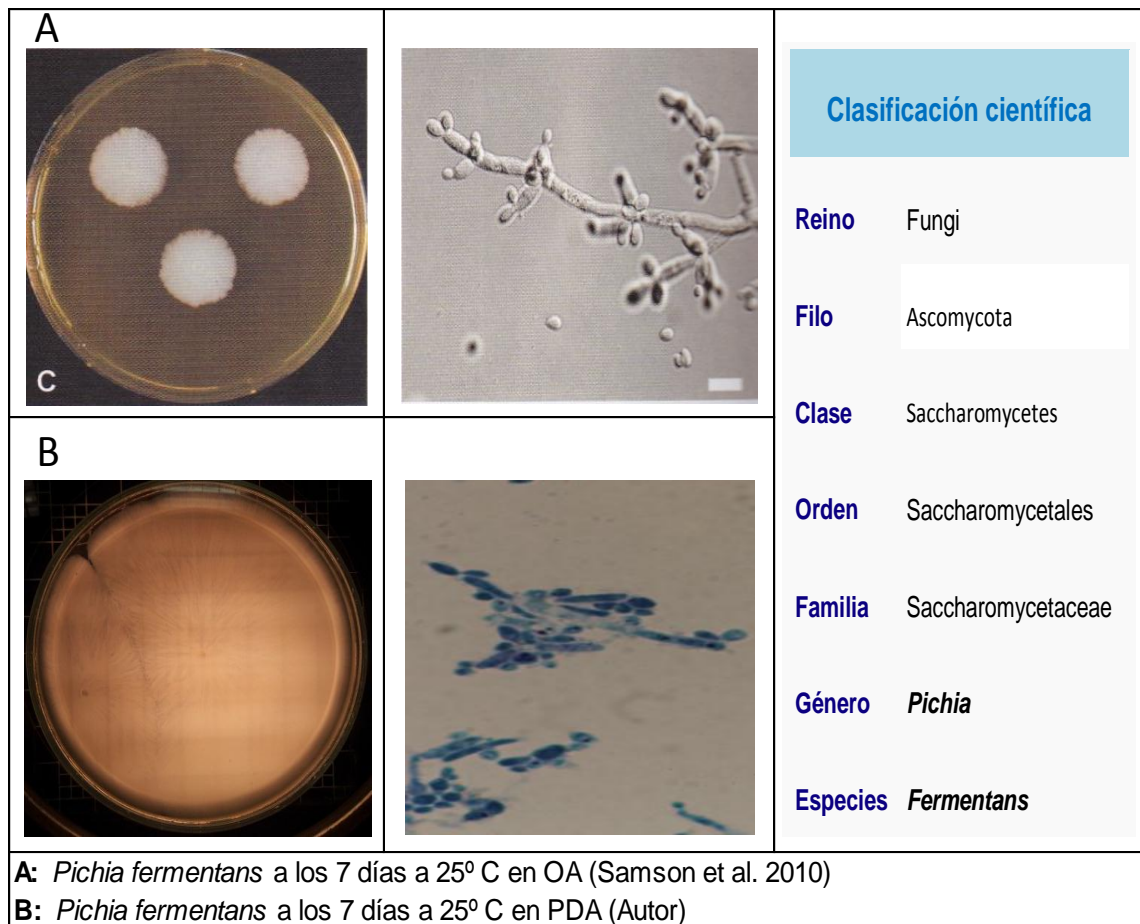 A
C
B
Clasificación científica
Reino Fungi
Filo Ascomycota
Clase Saccharomycetes
Orden Saccharomycetales
Familia Saccharomycetaceae
Género Pichia
Especies Fermentans
A: Pichia fermentans a los 7 días a 25º C en OA (Samson et al. 2010)
B: Pichia fermentans a los 7 días a 25º C en PDA (Autor)